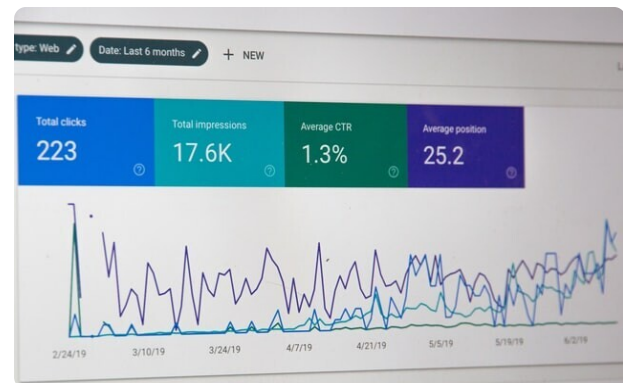 type: Web
Date: Last 6 months
+ NEW
L
Total clicks
223
Total impressions
17.6K
Average CTR
1.3%
Average position
25.2
2/24/19
3/10/19
3/24/19
4/7/19
4/21/19
5/5/19
5/19/19
6/2/19